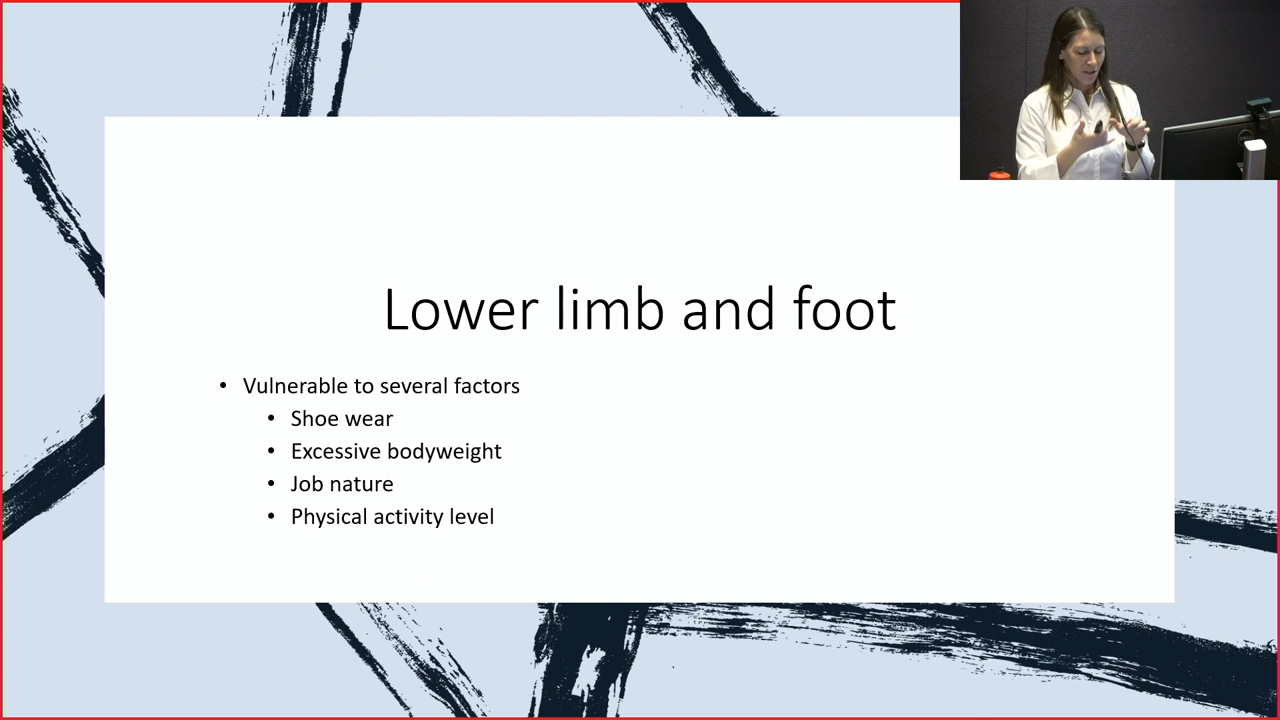 Lower limb and foot
• Vulnerable to several factors
• Shoe wear
• Excessive bodyweight
• Job nature
• Physical activity level